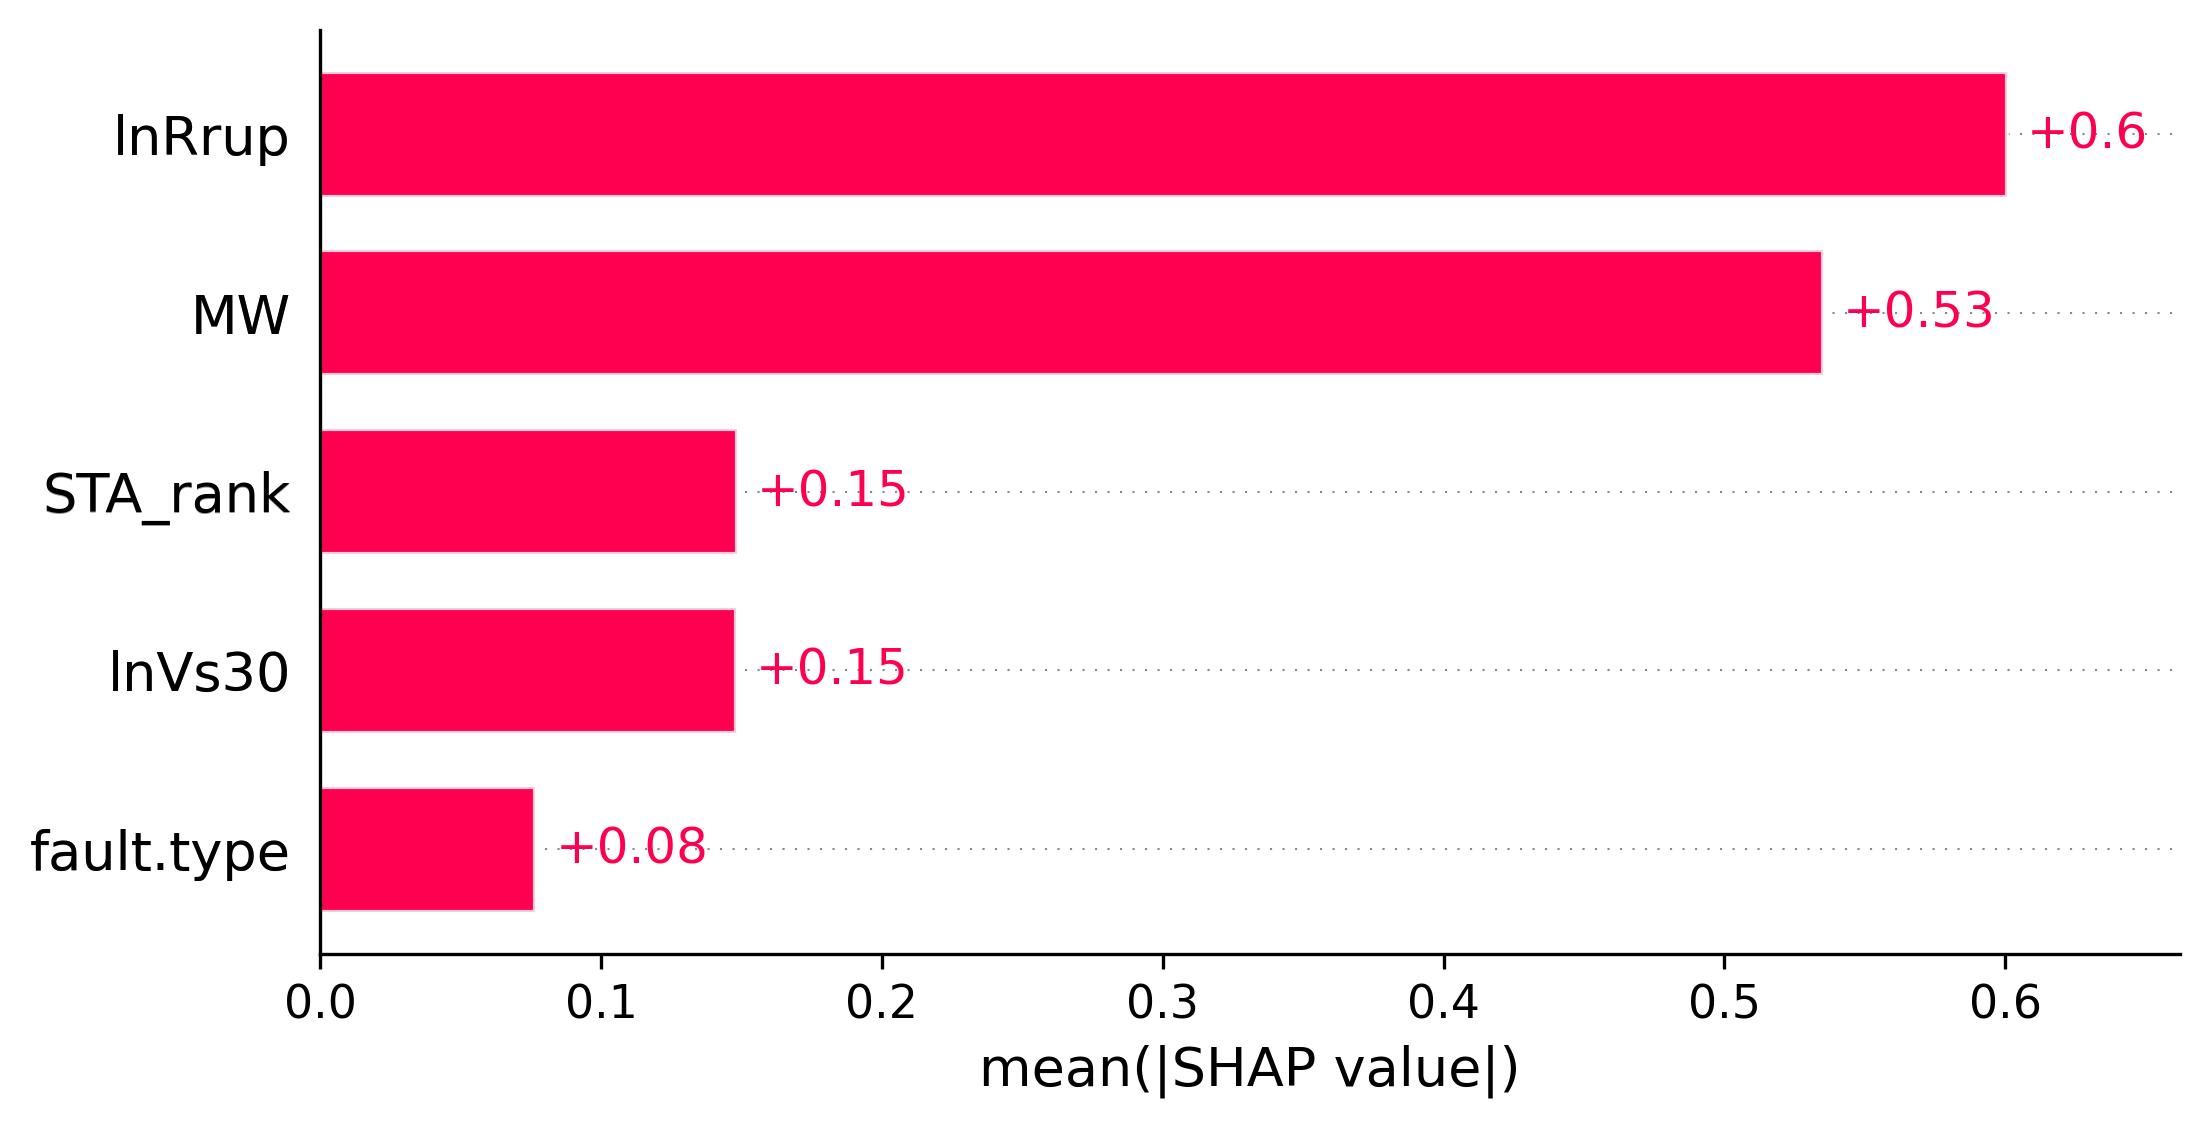 lnRrup +0.6
MW +0.53
STA_rank +0.15
lnVs30 +0.15
fault.type +0.08
0.0 0.1 0.2 0.3 0.4 0.5 0.6
mean(|SHAP value|)